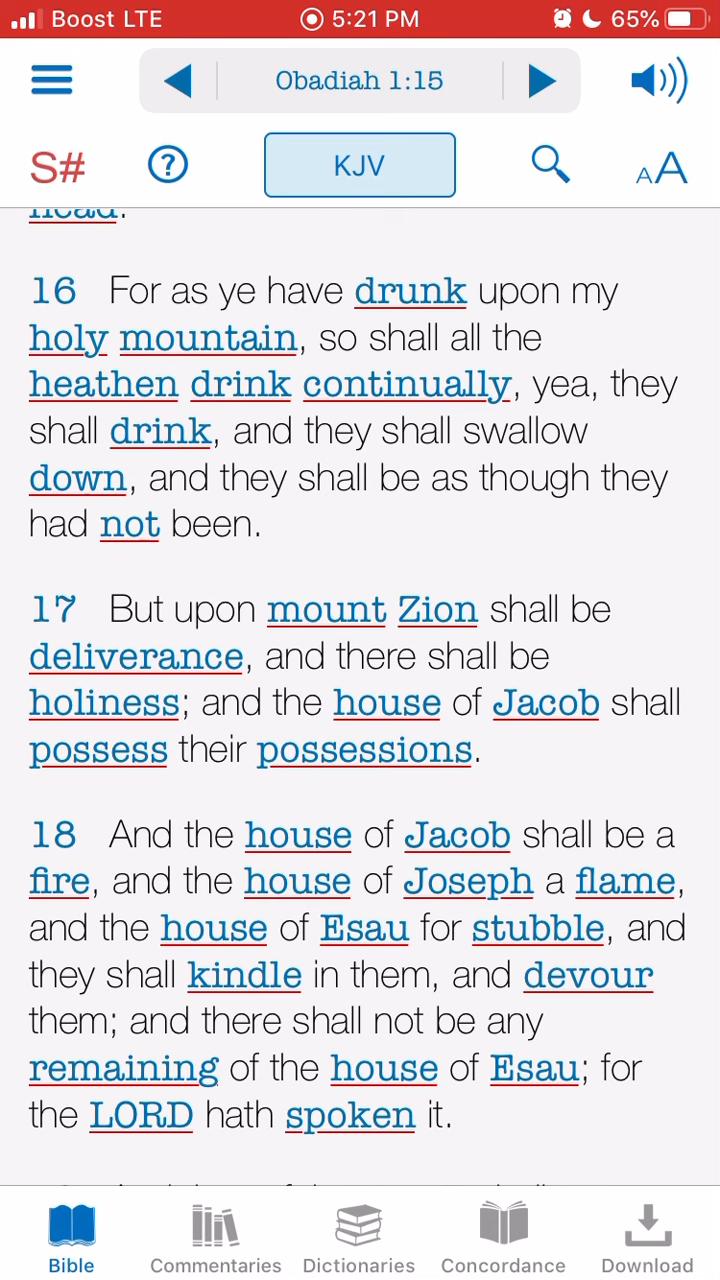 Boost LTE 5:21 PM 65%
Obadiah 1:15
S# ? KJV AA
head.
16 For as ye have drunk upon my
holy mountain, so shall all the
heathen drink continually, yea, they
shall drink, and they shall swallow
down, and they shall be as though they
had not been.
17 But upon mount Zion shall be
deliverance, and there shall be
holiness; and the house of Jacob shall
possess their possessions.
18 And the house of Jacob shall be a
fire, and the house of Joseph a flame,
and the house of Esau for stubble, and
they shall kindle in them, and devour
them; and there shall not be any
remaining of the house of Esau; for
the LORD hath spoken it.
Bible Commentaries Dictionaries Concordance Download